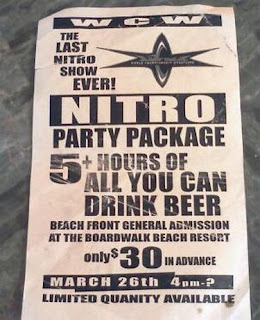 WCW
THE
LAST
NITRO
SHOW
EVER!
NITRO
PARTY PACKAGE
5+ HOURS OF
ALL YOU CAN
DRINK BEER
BEACH FRONT GENERAL ADMISSION
AT THE BOARDWALK BEACH RESORT
only $30 IN ADVANCE
MARCH 26th 4pm-?
LIMITED QUANITY AVAILABLE